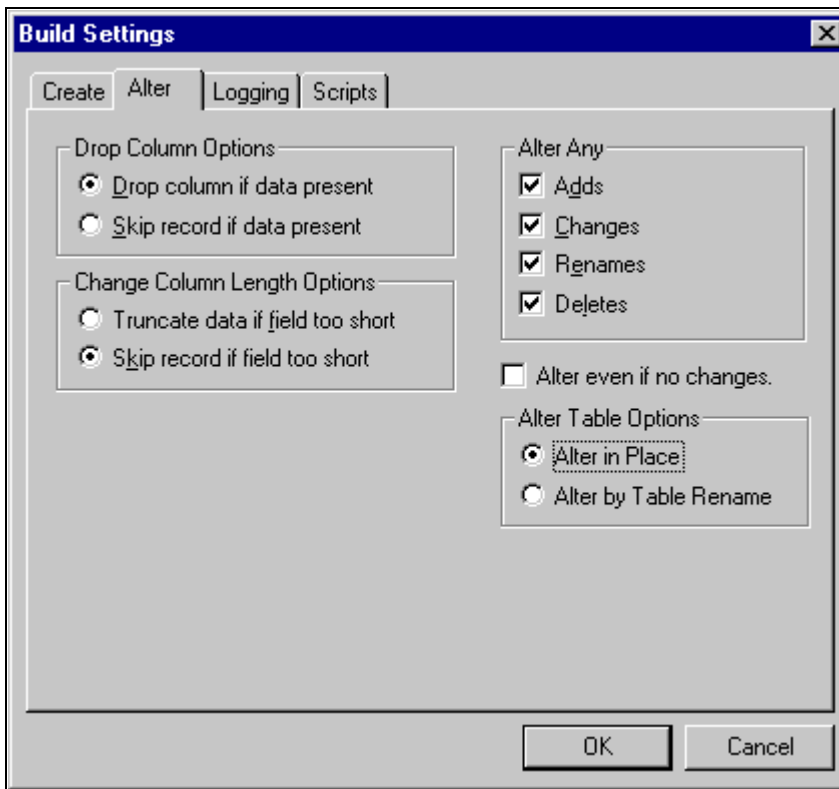 Build Settings
Create
Alter
Logging
Scripts
Drop Column Options
Drop column if data present
Skip record if data present
Change Column Length Options
Truncate data if field too short
Skip record if field too short
Alter Any
Adds
Changes
Renames
Deletes
Alter even if no changes.
Alter Table Options
Alter in Place
Alter by Table Rename
OK
Cancel